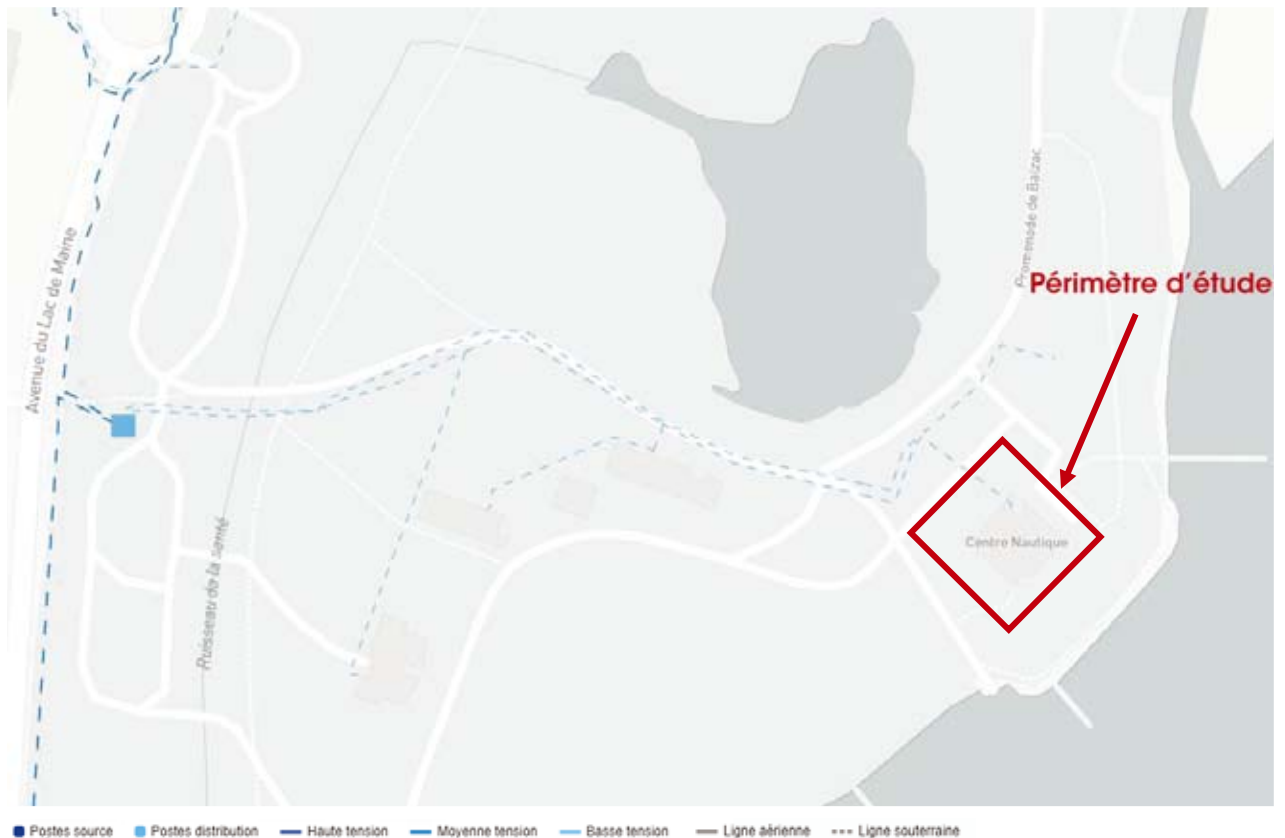 Avenue du Lac de Maine
Ruisseau de la santé
Promenade de Balzac
Périmètre d'étude
Centre Nautique
Postes source Postes distribution Haute tension Moyenne tension Basse tension Ligne aérienne Ligne souterraine